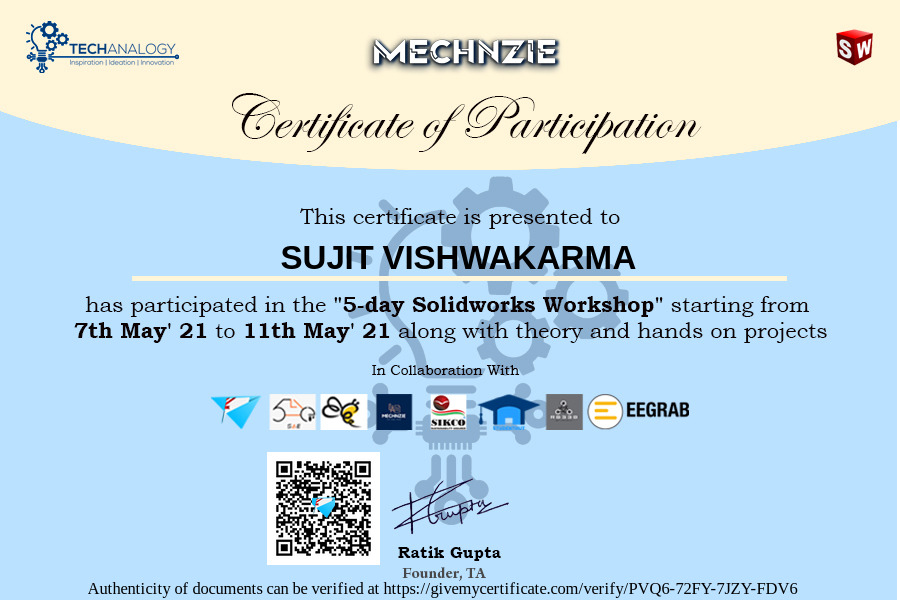 TECHANALOGY
Inspiration | Ideation | Innovation
MECHNZIE
SW
Certificate of Participation
This certificate is presented to
SUJIT VISHWAKARMA
has participated in the "5-day Solidworks Workshop" starting from
7th May' 21 to 11th May' 21 along with theory and hands on projects
In Collaboration With
SAE
MECHNZIE
SIKCO
EEGRAB
Gupta
Ratik Gupta
Founder, TA
Authenticity of documents can be verified at https://givemycertificate.com/verify/PVQ6-72FY-7JZY-FDV6